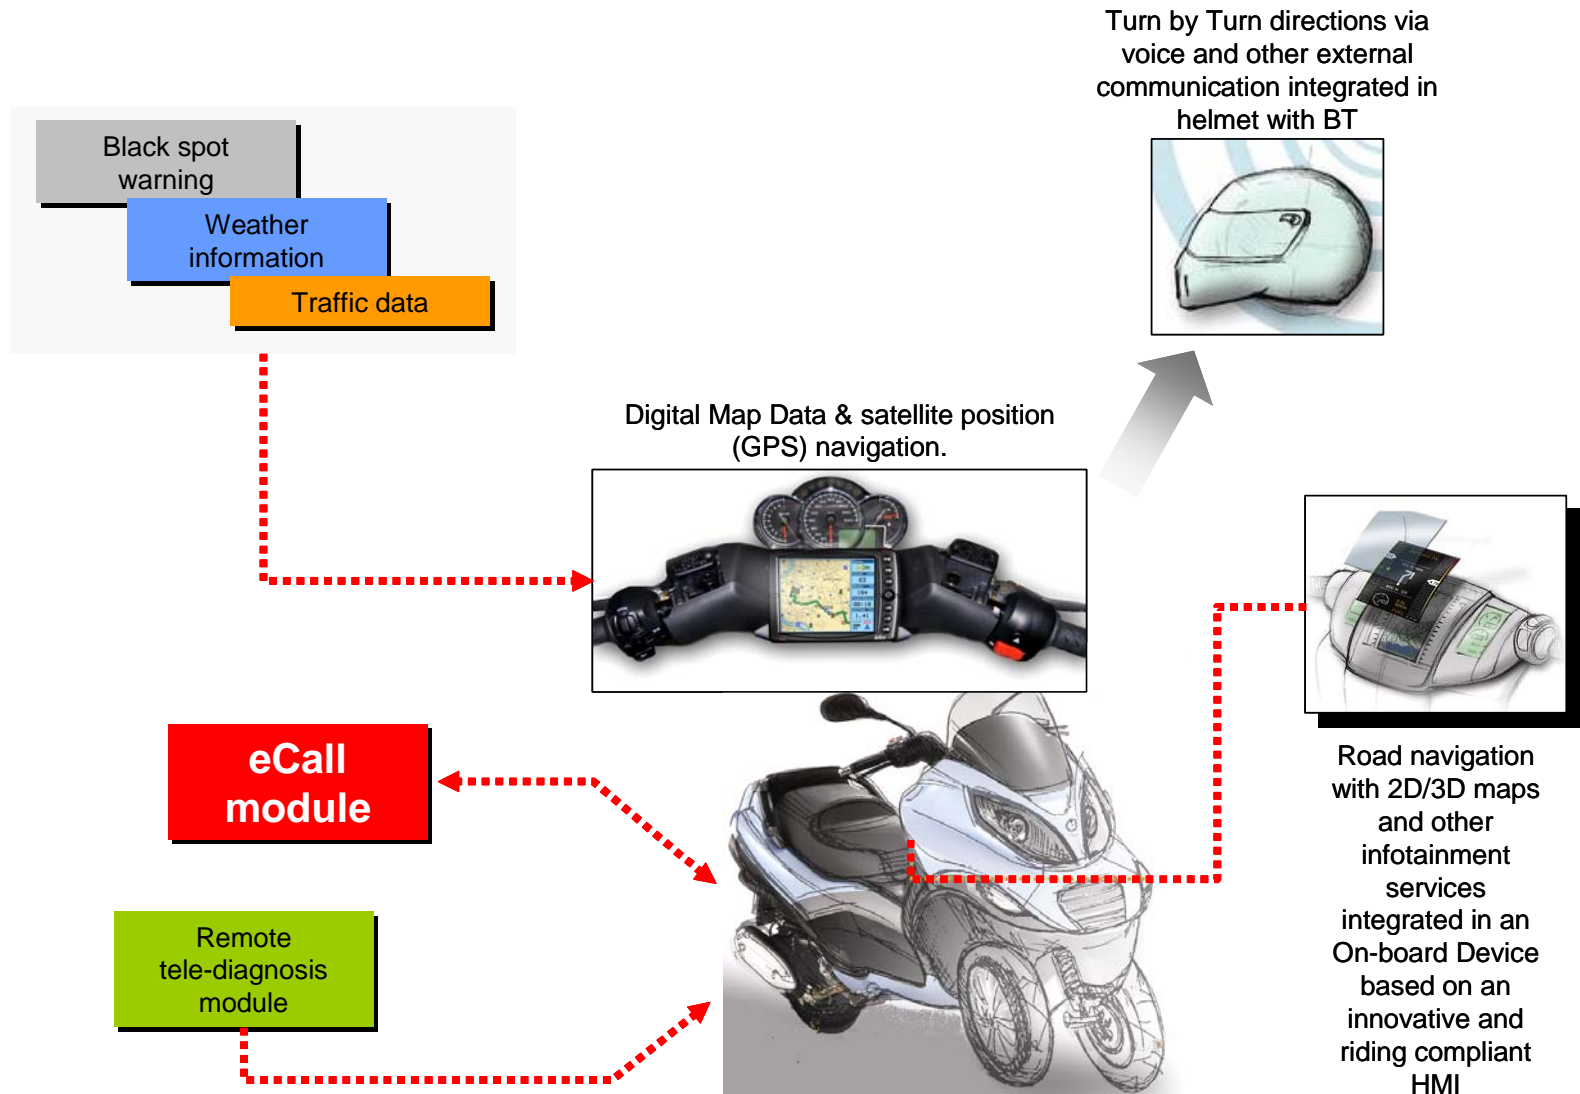 Turn by Turn directions via
voice and other external
communication integrated in
helmet with BT
Black spot
warning
Weather
information
Traffic data
Digital Map Data & satellite position
(GPS) navigation.
eCall
module
Remote
tele-diagnosis
module
Road navigation
with 2D/3D maps
and other
infotainment
services
integrated in an
On-board Device
based on an
innovative and
riding compliant
HMI